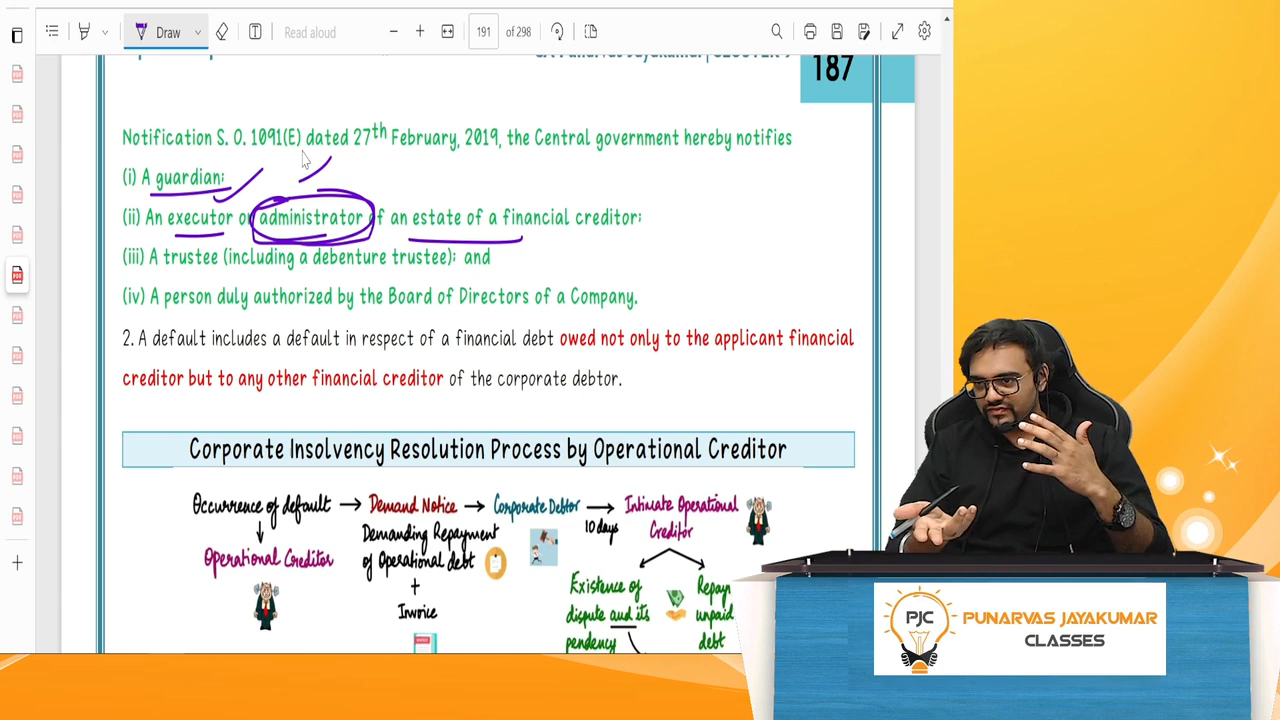 Draw
Read aloud
191 of 298
187
Notification S. O. 1091(E) dated 27th February, 2019, the Central government hereby notifies
(i) A guardian;
(ii) An executor or administrator of an estate of a financial creditor;
(iii) A trustee (including a debenture trustee); and
(iv) A person duly authorized by the Board of Directors of a Company.
2. A default includes a default in respect of a financial debt owed not only to the applicant financial
creditor but to any other financial creditor of the corporate debtor.
Corporate Insolvency Resolution Process by Operational Creditor
Occurrence of default → Demand Notice → Corporate Debtor → Intimate Operational
Creditor
10 days
Operational Creditor
Demanding Repayment
of Operational debt
+
Invoice
Existence of
dispute and its
pendency
Repay
unpaid
debt
PJC
PUNARVAS JAYAKUMAR
CLASSES